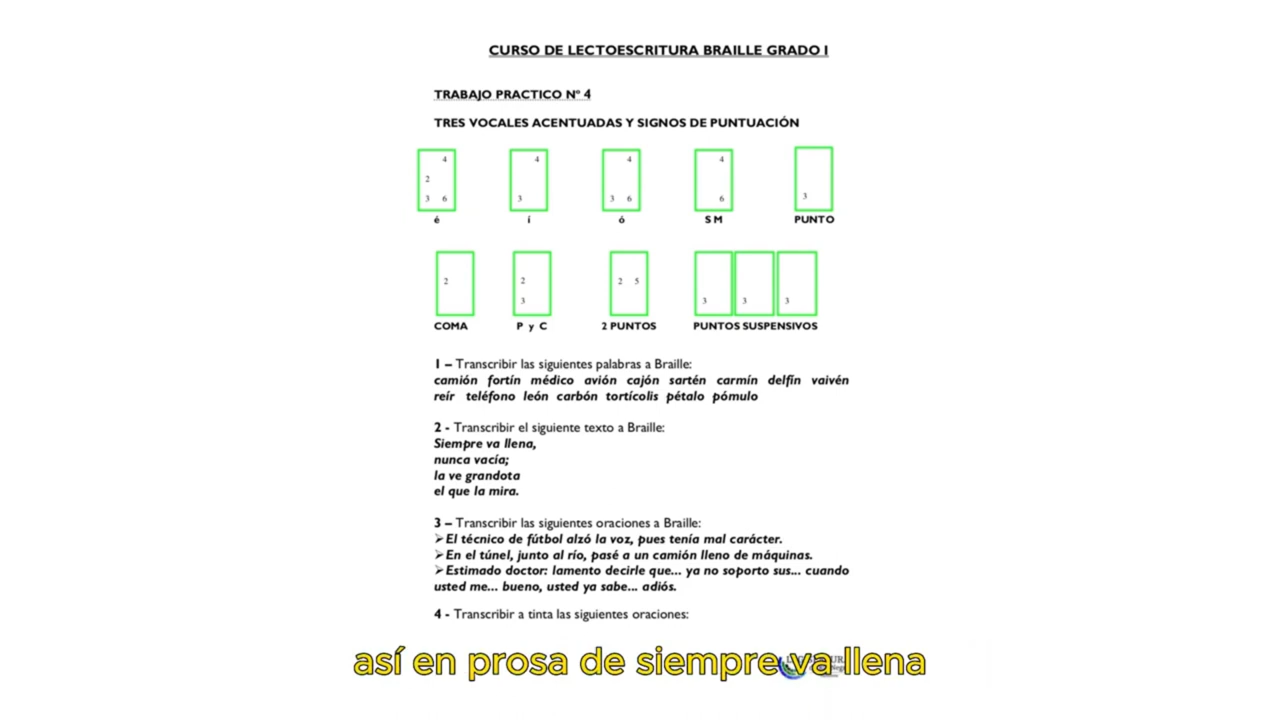 CURSO DE LECTOESCRITURA BRAILLE GRADO I
TRABAJO PRACTICO Nº 4
TRES VOCALES ACENTUADAS Y SIGNOS DE PUNTUACIÓN
4 4 4 4
2
3 6 3 3 6 6 3
é í ó S M PUNTO
2 2 2 5
3 3 3 3
COMA P y C 2 PUNTOS PUNTOS SUSPENSIVOS
1 – Transcribir las siguientes palabras a Braille:
camión fortín médico avión cajón sartén carmín delfín vaivén
reír teléfono león carbón tortícolis pétalo pómulo
2 - Transcribir el siguiente texto a Braille:
Siempre va llena,
nunca vacía;
la ve grandota
el que la mira.
3 – Transcribir las siguientes oraciones a Braille:
➢El técnico de fútbol alzó la voz, pues tenía mal carácter.
➢En el túnel, junto al río, pasé a un camión lleno de máquinas.
➢Estimado doctor: lamento decirle que... ya no soporto sus... cuando
usted me... bueno, usted ya sabe... adiós.
4 - Transcribir a tinta las siguientes oraciones:
así en prosa de siempre va llena